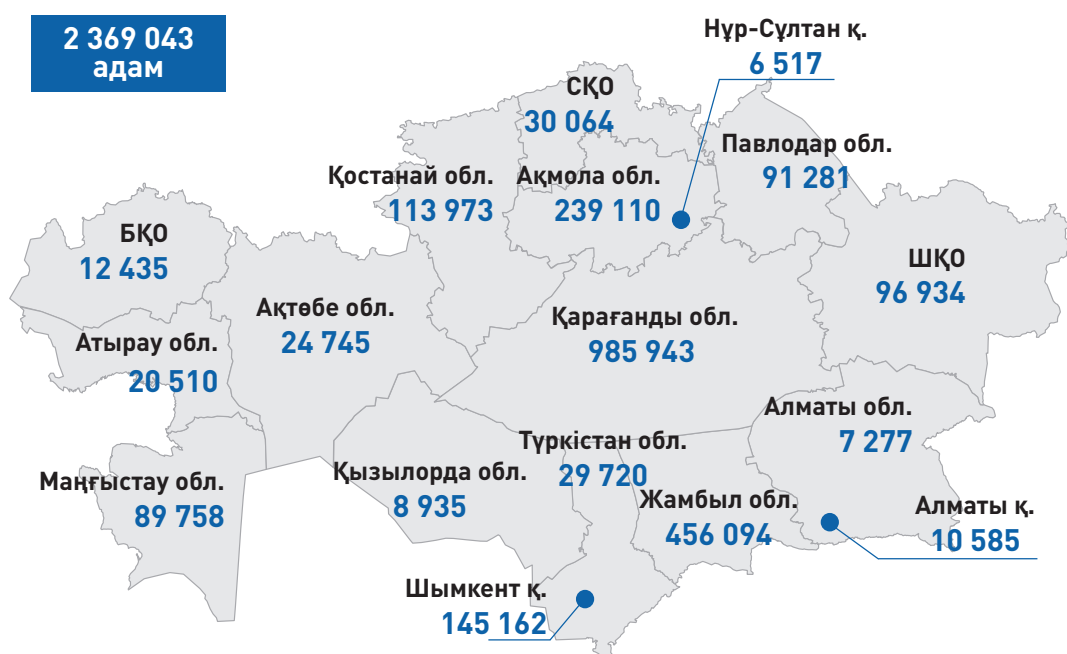 2 369 043
адам
Нұр-Сұлтан қ.
6 517
СҚО
30 064
Павлодар обл.
91 281
Қостанай обл.
113 973
Ақмола обл.
239 110
БҚО
12 435
ШҚО
96 934
Ақтөбе обл.
24 745
Қарағанды обл.
985 943
Атырау обл.
20 510
Алматы обл.
7 277
Түркістан обл.
29 720
Маңғыстау обл.
89 758
Қызылорда обл.
8 935
Жамбыл обл.
456 094
Алматы қ.
10 585
Шымкент қ.
145 162